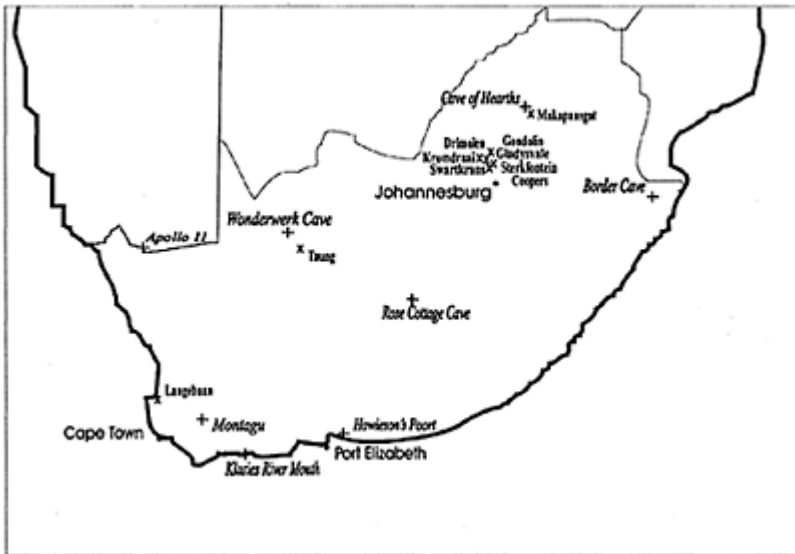 Cave of Hearths
Makapansgat
Drimolen
Gondolin
Kromdraai
Gladysvale
Swartkrans
Sterkfontein
Coopers
Johannesburg
Border Cave
Wonderwerk Cave
Apollo 11
Taung
Rose Cottage Cave
Langebaan
Montagu
Howieson's Poort
Cape Town
Port Elizabeth
Klasies River Mouth